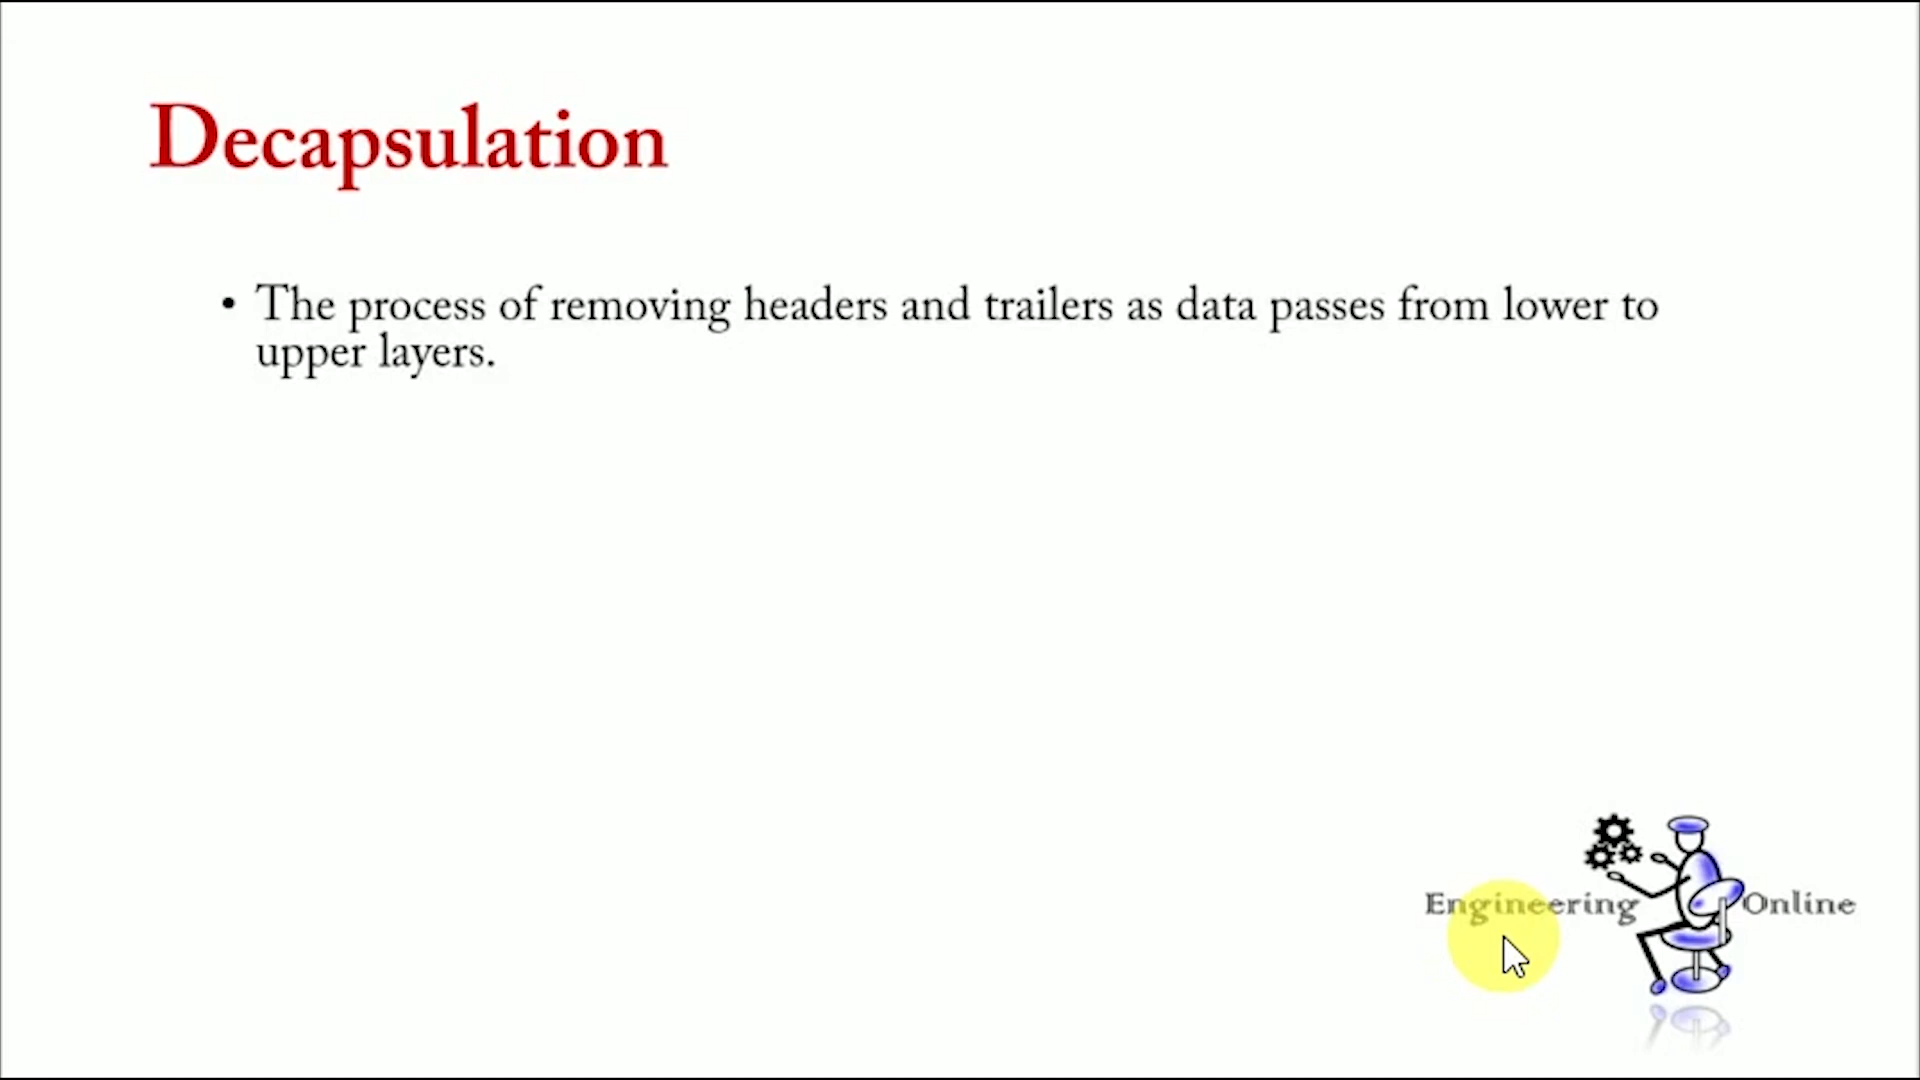 Decapsulation
• The process of removing headers and trailers as data passes from lower to
upper layers.
Engineering Online